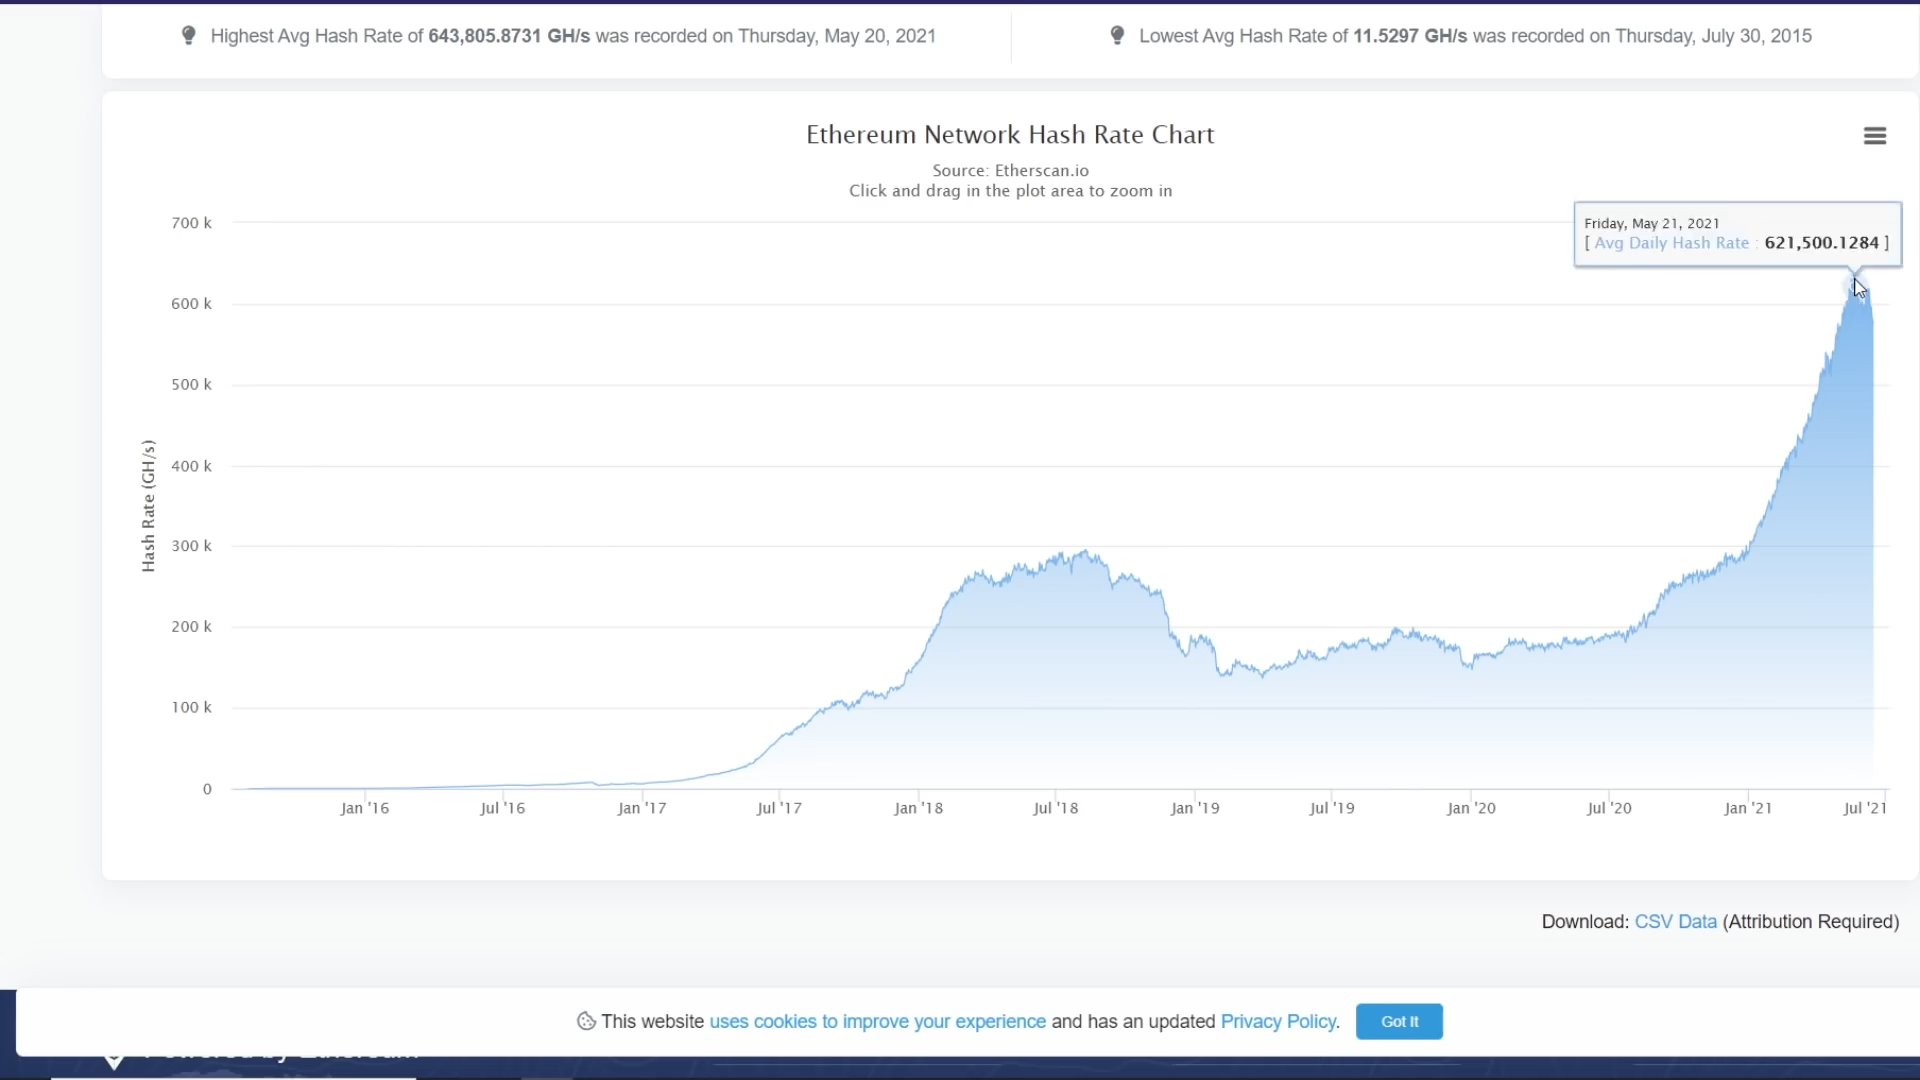 Highest Avg Hash Rate of 643,805.8731 GH/s was recorded on Thursday, May 20, 2021
Lowest Avg Hash Rate of 11.5297 GH/s was recorded on Thursday, July 30, 2015
Ethereum Network Hash Rate Chart
Source: Etherscan.io
Click and drag in the plot area to zoom in
Friday, May 21, 2021
[ Avg Daily Hash Rate : 621,500.1284 ]
Hash Rate (GH/s)
700 k
600 k
500 k
400 k
300 k
200 k
100 k
0
Jan '16 Jul '16 Jan '17 Jul '17 Jan '18 Jul '18 Jan '19 Jul '19 Jan '20 Jul '20 Jan '21 Jul '21
Download: CSV Data (Attribution Required)
This website uses cookies to improve your experience and has an updated Privacy Policy.
Got It